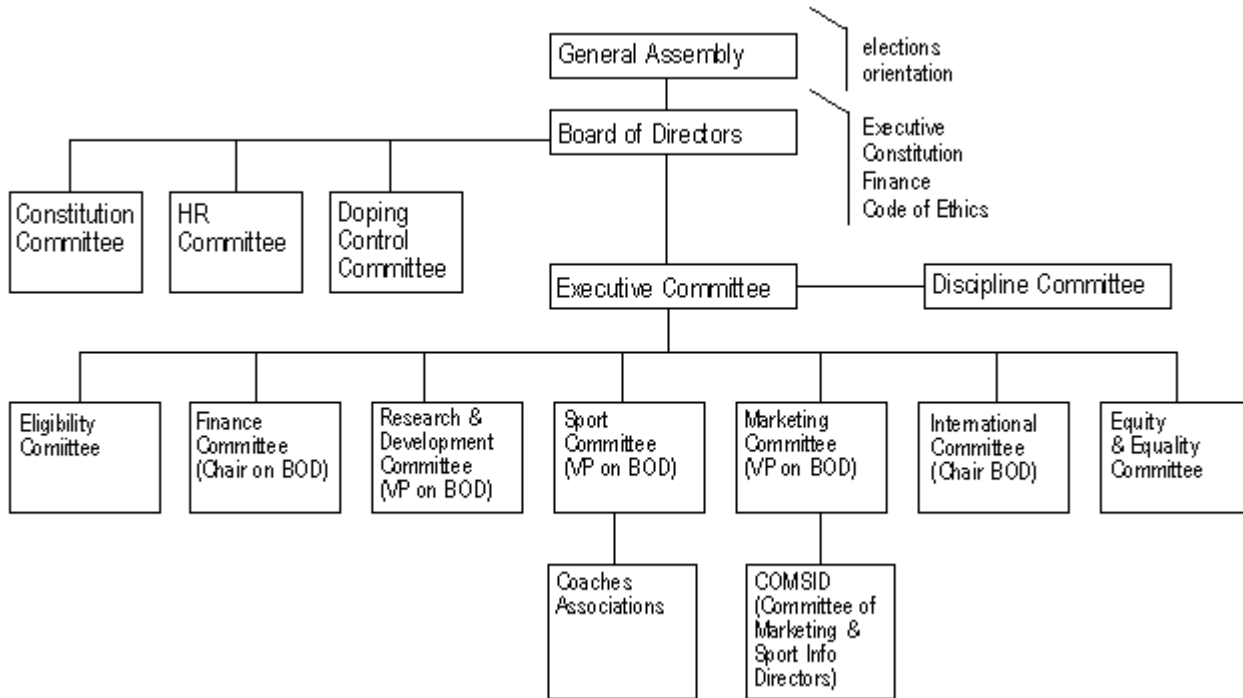 General Assembly
elections
orientation
Board of Directors
Executive
Constitution
Finance
Code of Ethics
Constitution
Committee
HR
Committee
Doping
Control
Committee
Executive Committee
Discipline Committee
Eligibility
Comiittee
Finance
Committee
(Chair on BOD)
Research &
Development
Committee
(VP on BOD)
Sport
Committee
(VP on BOD)
Marketing
Committee
(VP on BOD)
International
Committee
(Chair BOD)
Equity
& Equality
Committee
Coaches
Associations
COMSID
(Committee of
Marketing &
Sport Info
Directors)